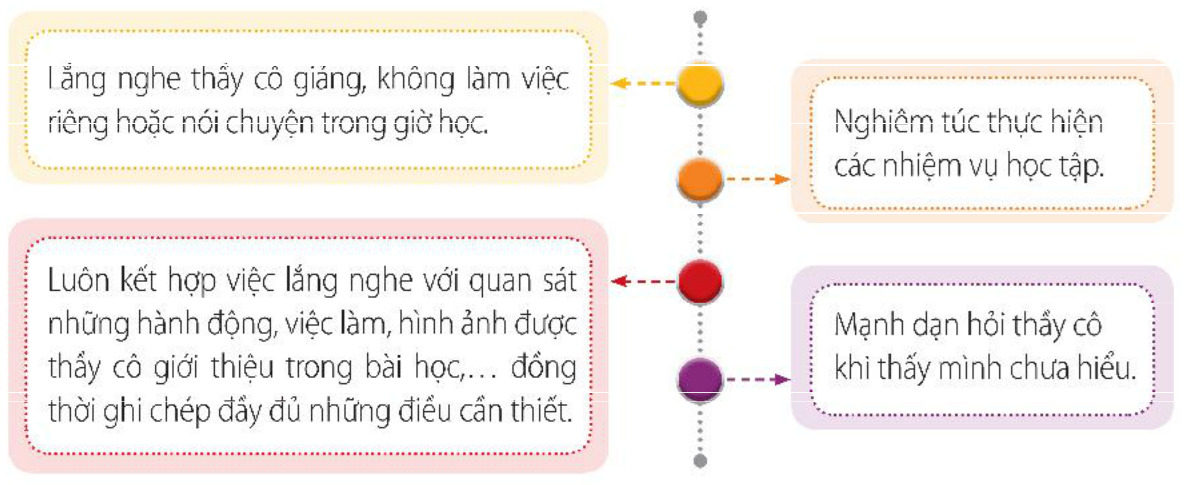 Lắng nghe thầy cô giảng, không làm việc
riêng hoặc nói chuyện trong giờ học.
Nghiêm túc thực hiện
các nhiệm vụ học tập.
Luôn kết hợp việc lắng nghe với quan sát
những hành động, việc làm, hình ảnh được
thầy cô giới thiệu trong bài học,... đồng
thời ghi chép đầy đủ những điều cần thiết.
Mạnh dạn hỏi thầy cô
khi thấy mình chưa hiểu.